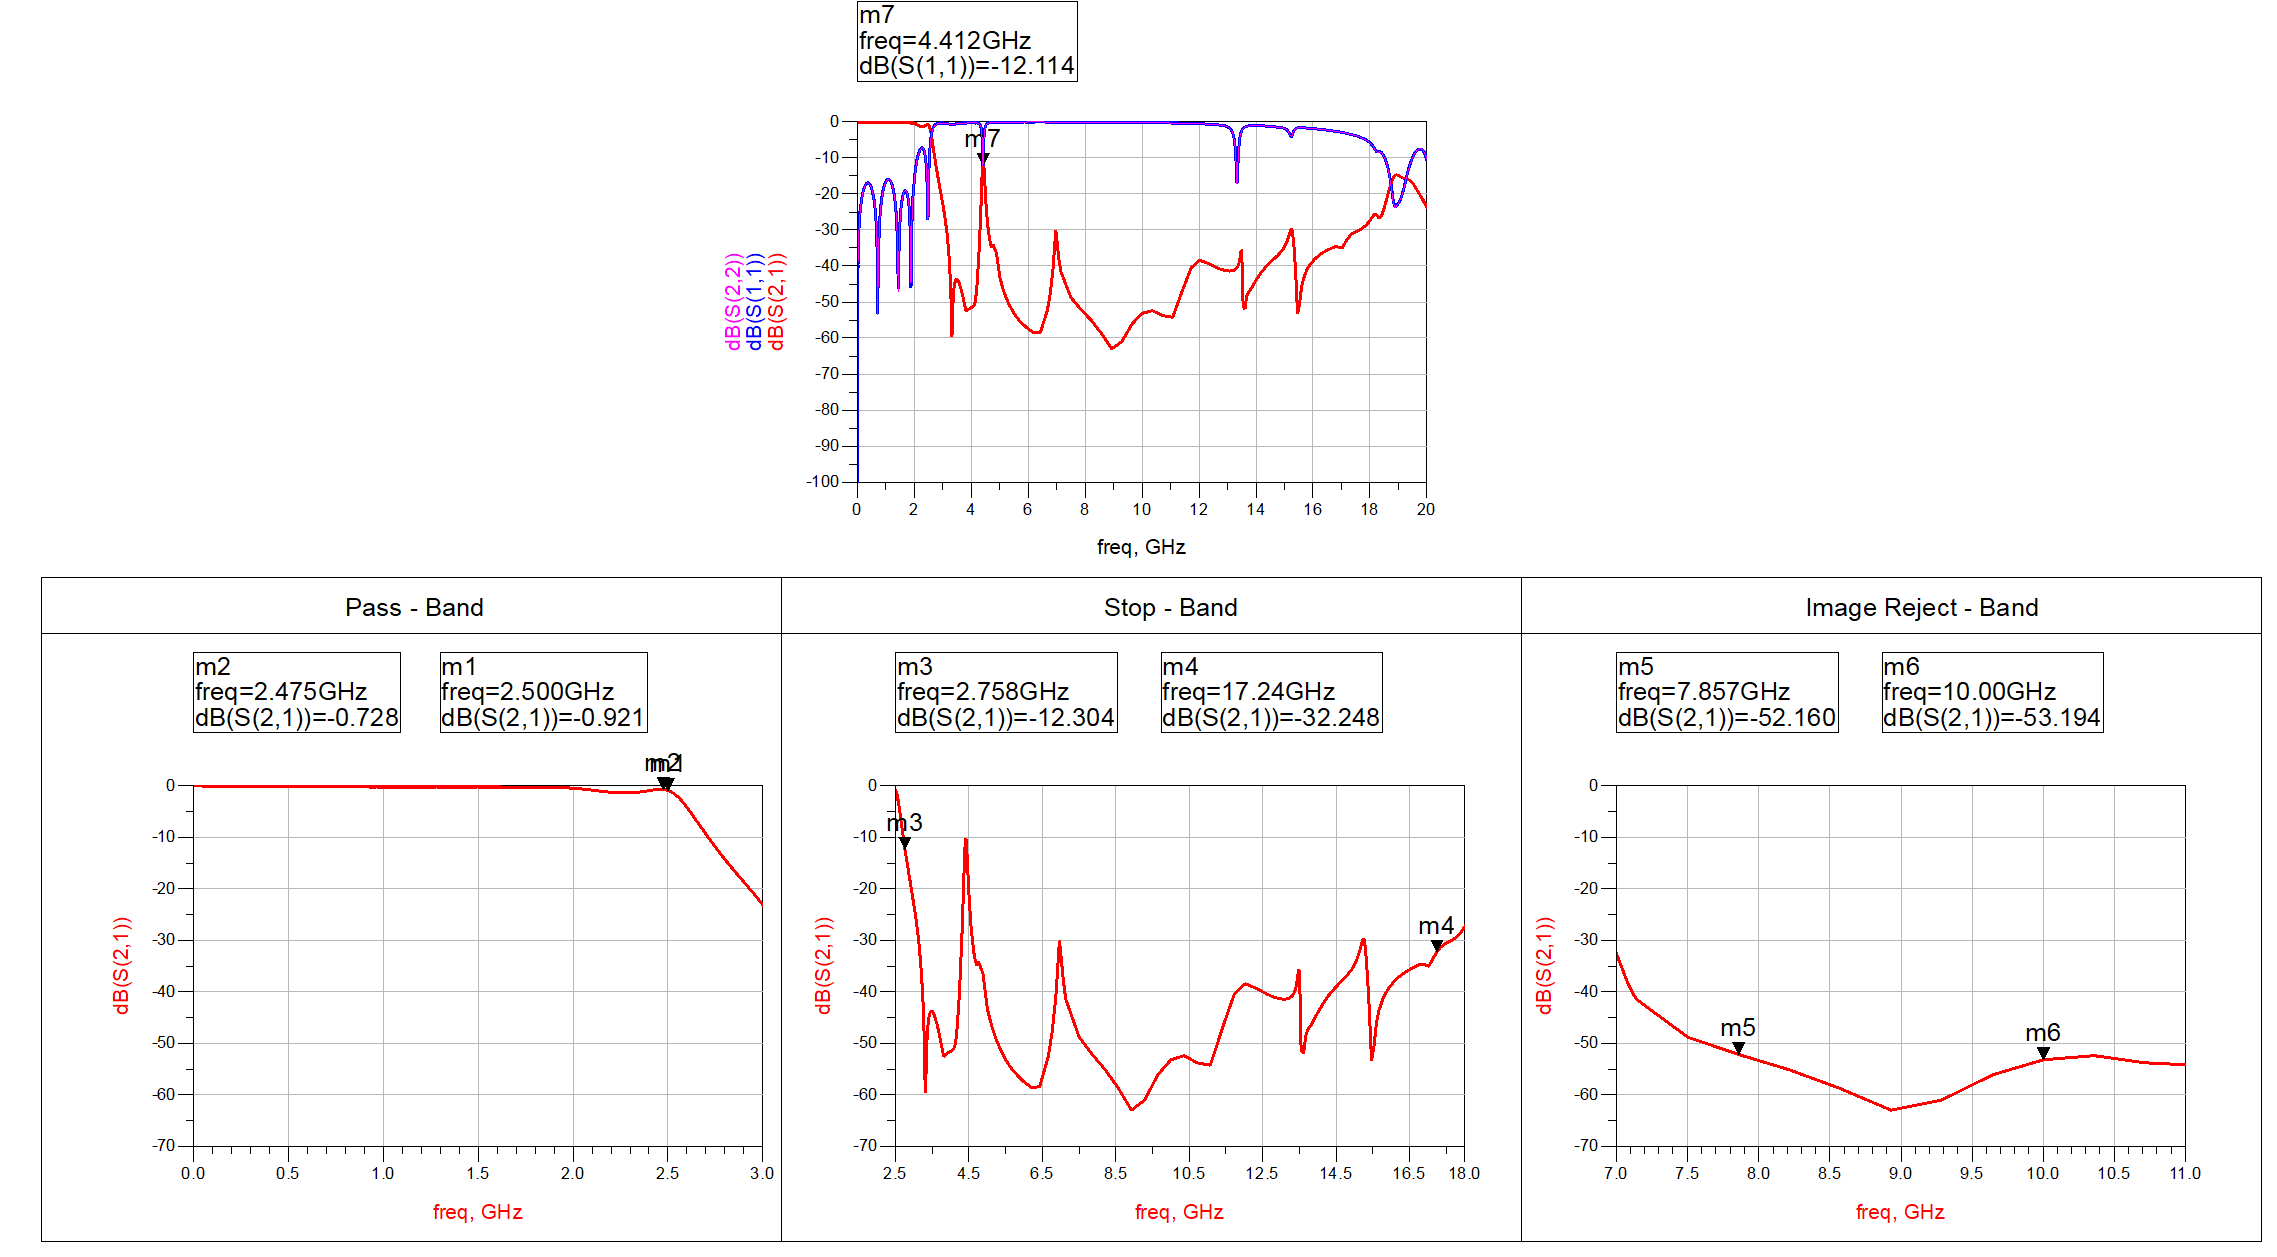 m7
freq=4.412GHz
dB(S(1,1))=-12.114
m7
0
-10
-20
-30
-40
-50
-60
-70
-80
-90
-100
dB(S(2,2))
dB(S(1,1))
dB(S(2,1))
0 2 4 6 8 10 12 14 16 18 20
freq, GHz
Pass - Band
m2
freq=2.475GHz
dB(S(2,1))=-0.728
m1
freq=2.500GHz
dB(S(2,1))=-0.921
m2
m1
0
-10
-20
-30
-40
-50
-60
-70
dB(S(2,1))
0.0 0.5 1.0 1.5 2.0 2.5 3.0
freq, GHz
Stop - Band
m3
freq=2.758GHz
dB(S(2,1))=-12.304
m4
freq=17.24GHz
dB(S(2,1))=-32.248
m3
m4
0
-10
-20
-30
-40
-50
-60
-70
dB(S(2,1))
2.5 4.5 6.5 8.5 10.5 12.5 14.5 16.5 18.0
freq, GHz
Image Reject - Band
m5
freq=7.857GHz
dB(S(2,1))=-52.160
m6
freq=10.00GHz
dB(S(2,1))=-53.194
m5
m6
0
-10
-20
-30
-40
-50
-60
-70
dB(S(2,1))
7.0 7.5 8.0 8.5 9.0 9.5 10.0 10.5 11.0
freq, GHz